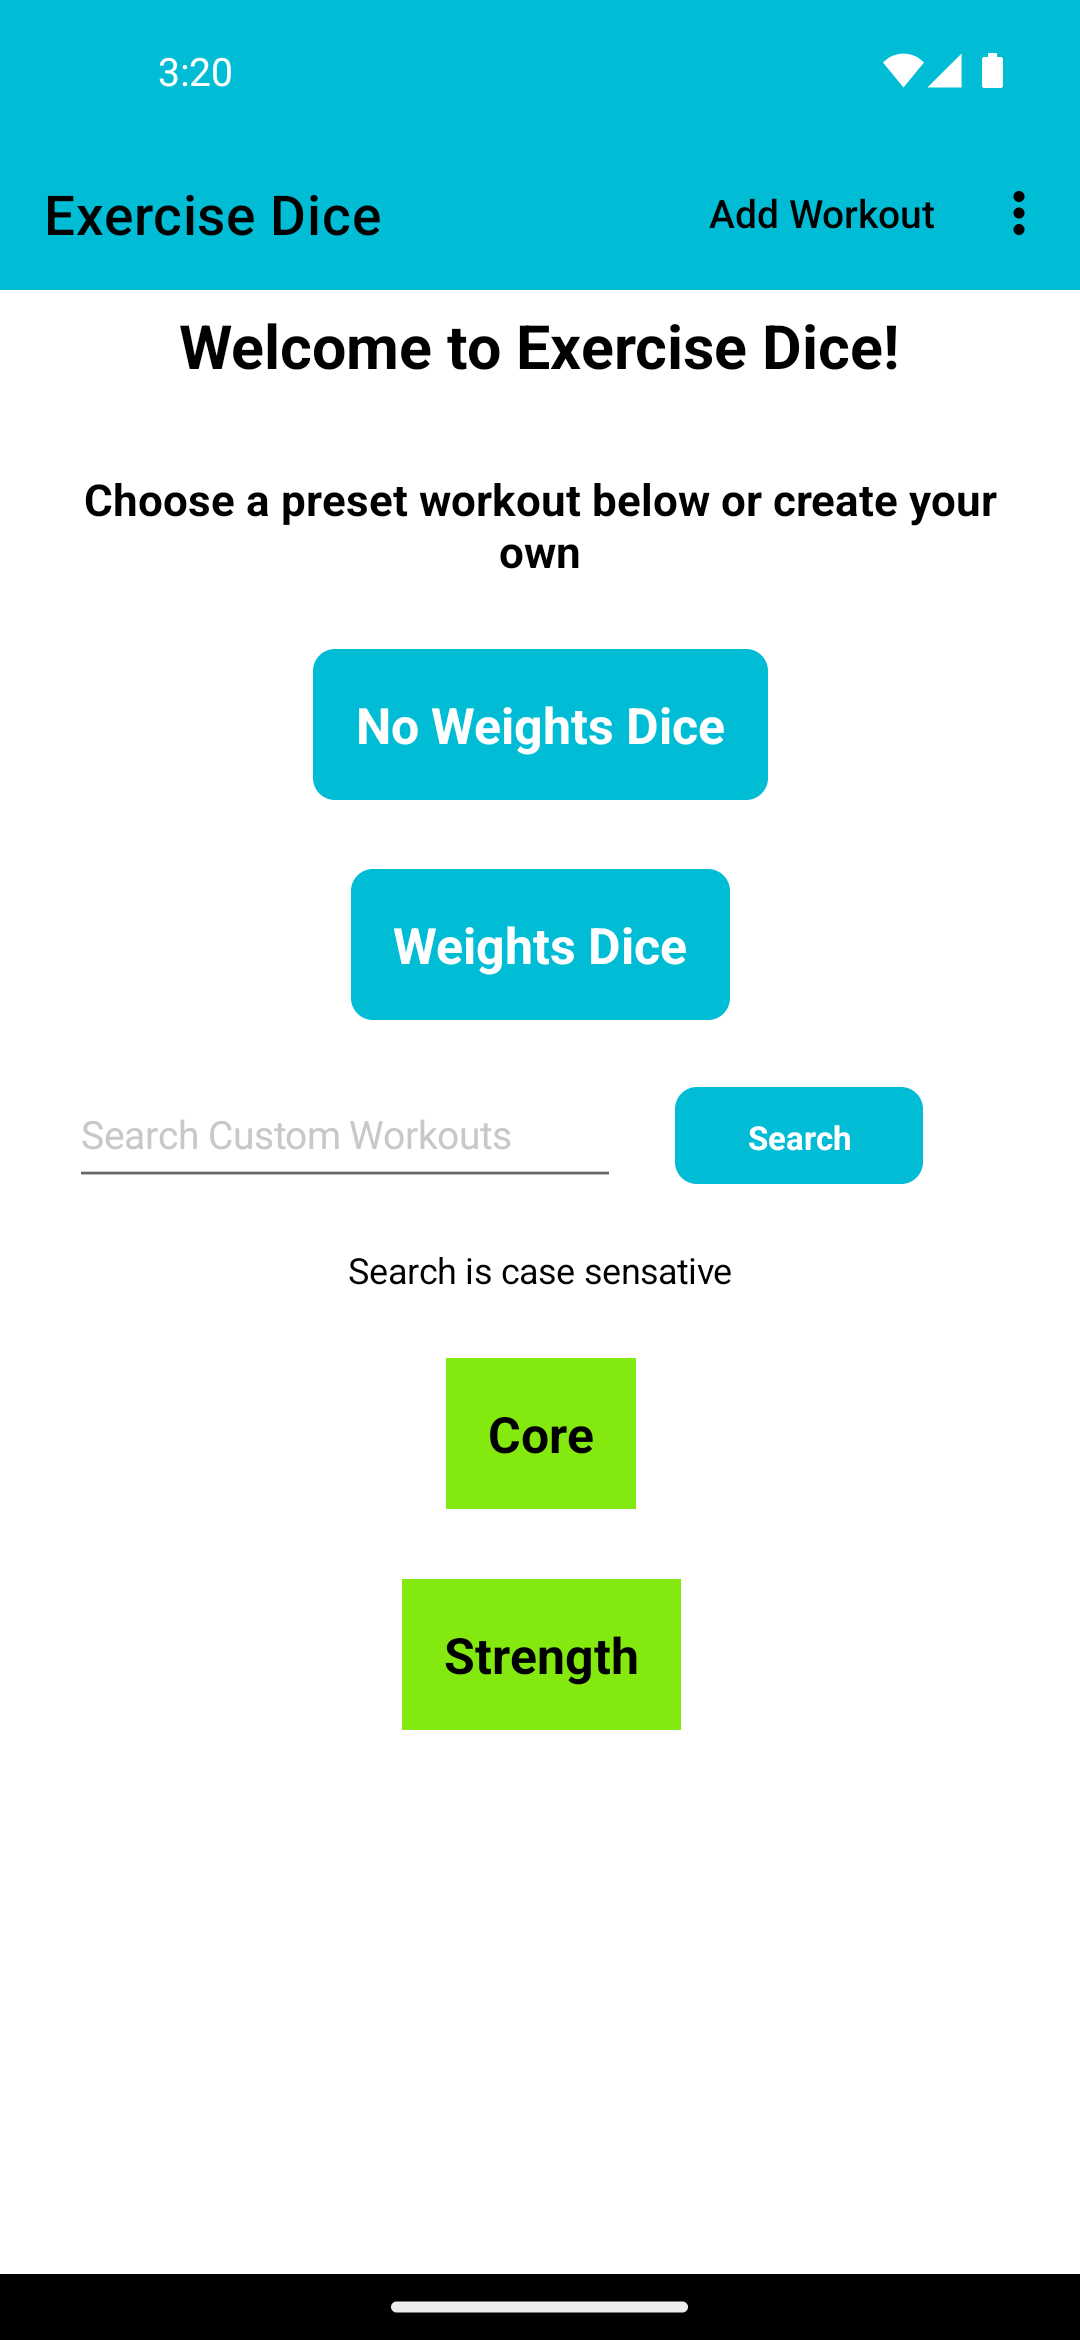 3:20
Exercise Dice
Add Workout
Welcome to Exercise Dice!
Choose a preset workout below or create your
own
No Weights Dice
Weights Dice
Search Custom Workouts
Search
Search is case sensative
Core
Strength